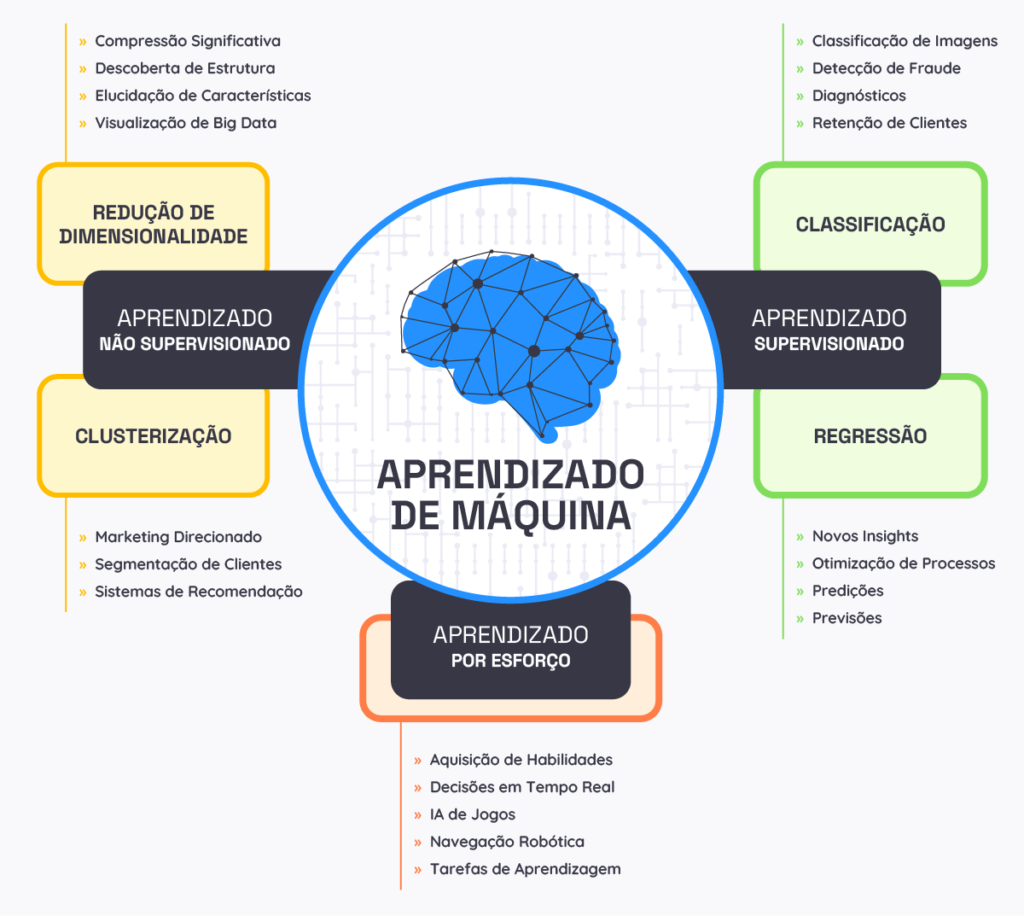 » Compressão Significativa
» Descoberta de Estrutura
» Elucidação de Características
» Visualização de Big Data
REDUÇÃO DE
DIMENSIONALIDADE
APRENDIZADO
NÃO SUPERVISIONADO
CLUSTERIZAÇÃO
» Marketing Direcionado
» Segmentação de Clientes
» Sistemas de Recomendação
APRENDIZADO
DE MÁQUINA
» Classificação de Imagens
» Detecção de Fraude
» Diagnósticos
» Retenção de Clientes
CLASSIFICAÇÃO
APRENDIZADO
SUPERVISIONADO
REGRESSÃO
» Novos Insights
» Otimização de Processos
» Predições
» Previsões
APRENDIZADO
POR ESFORÇO
» Aquisição de Habilidades
» Decisões em Tempo Real
» IA de Jogos
» Navegação Robótica
» Tarefas de Aprendizagem